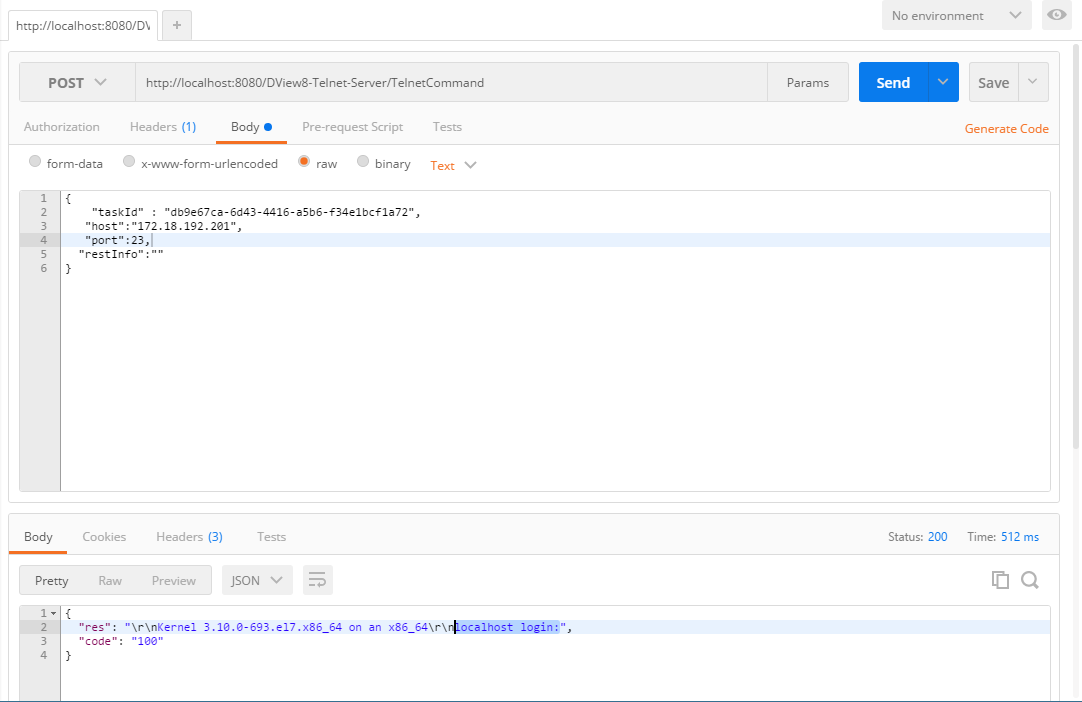 http://localhost:8080/DV
+
No environment
POST
http://localhost:8080/DView8-Telnet-Server/TelnetCommand
Params
Send
Save
Authorization
Headers (1)
Body
Pre-request Script
Tests
Generate Code
form-data
x-www-form-urlencoded
raw
binary
Text
1 {
2 "taskId" : "db9e67ca-6d43-4416-a5b6-f34e1bcf1a72",
3 "host":"172.18.192.201",
4 "port":23,
5 "restInfo":""
6 }
Body
Cookies
Headers (3)
Tests
Status: 200
Time: 512 ms
Pretty
Raw
Preview
JSON
1 {
2 "res": "\r\nKernel 3.10.0-693.el7.x86_64 on an x86_64\r\nlocalhost login:",
3 "code": "100"
4 }